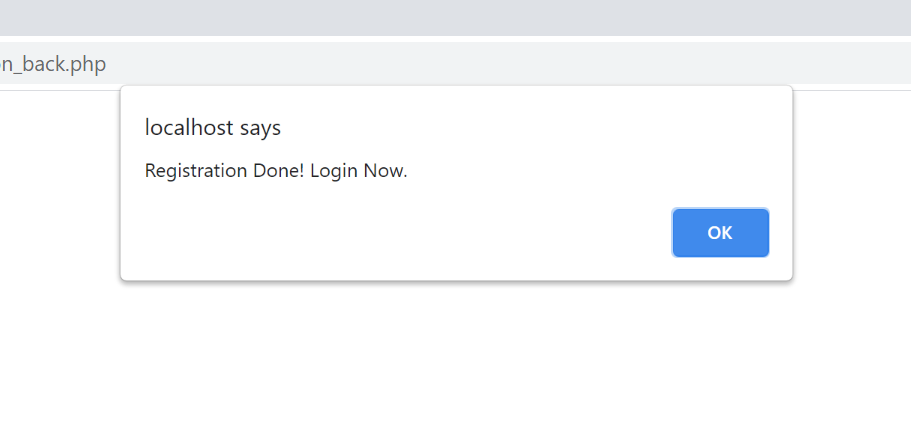 n_back.php
localhost says
Registration Done! Login Now.
OK